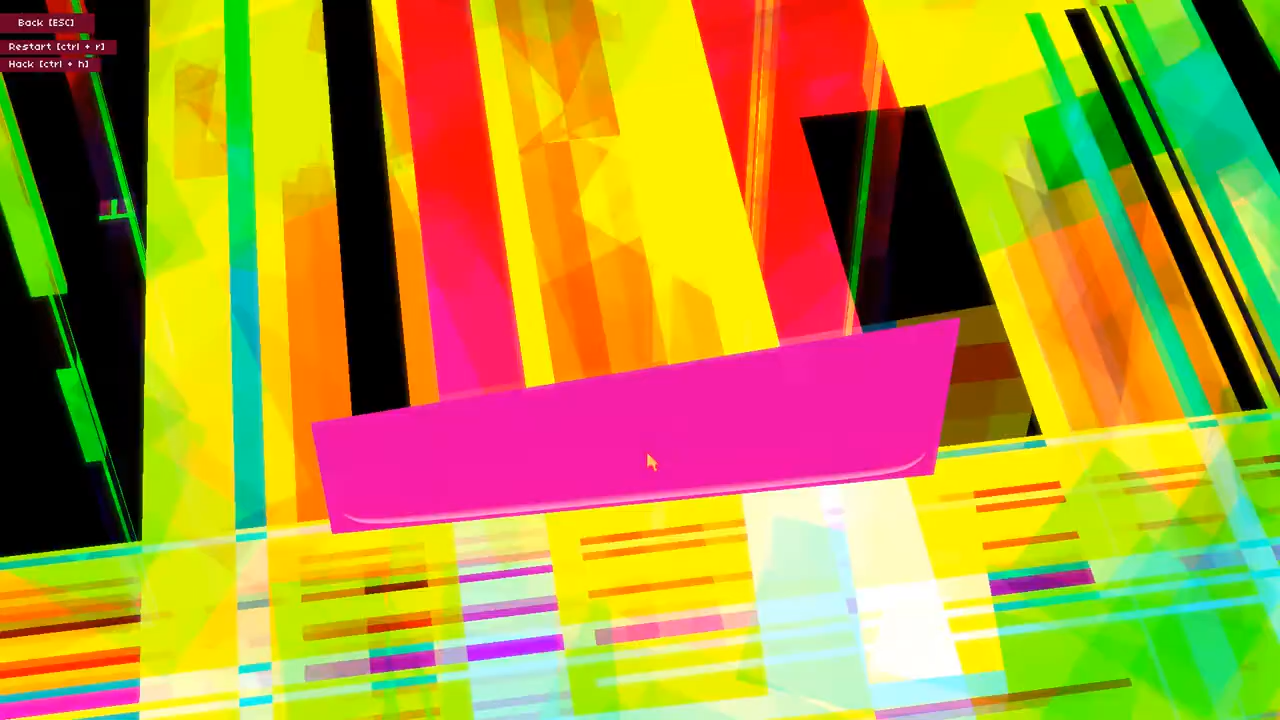 Back [ESC]
Restart [ctrl + r]
Hack [ctrl + h]